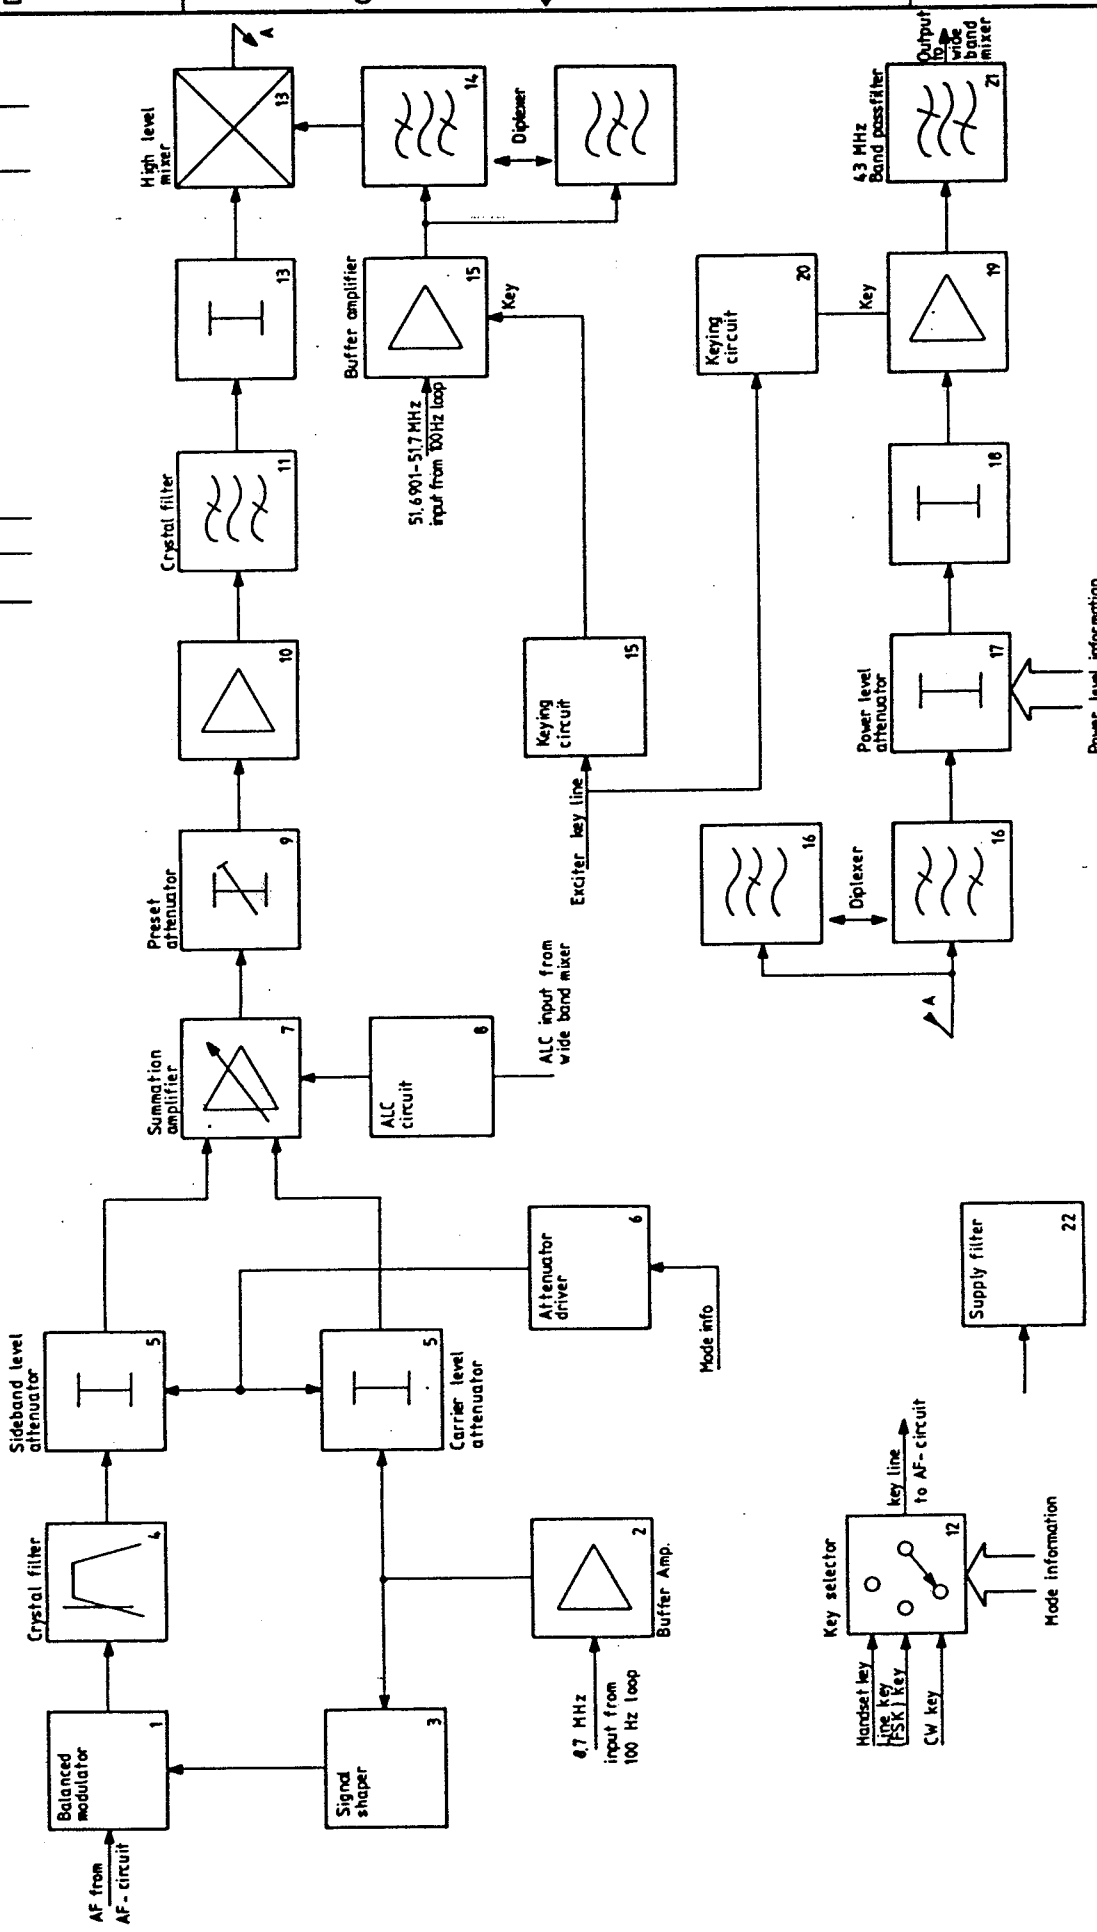 AF from
AF-circuit
Balanced
modulator
1
Signal
shaper
3
8,7 MHz
input from
100 Hz loop
2
Buffer Amp.
Crystal filter
4
Sideband level
attenuator
5
5
Carrier level
attenuator
Attenuator
driver
6
Mode info
Summation
amplifier
7
ALC
circuit
8
ALC input from
wide band mixer
Preset
attenuator
9
10
Crystal filter
11
13
High level
mixer
13
A
14
Diplexer
Buffer amplifier
15
Key
51,6901-51,7 MHz
input from 100Hz loop
Keying
circuit
15
Exciter key line
Handset key
Line key
(FSK) key
CW key
Key selector
12
key line
to AF-circuit
Mode information
Supply filter
22
A
16
Diplexer
16
Power level
attenuator
17
Power level information
18
Keying
circuit
20
Key
19
43 MHz
Band passfilter
21
Output
to
wide
band
mixer